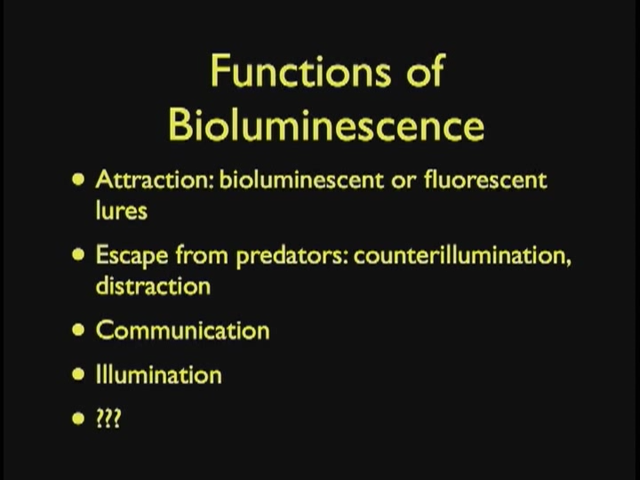 Functions of
Bioluminescence
• Attraction: bioluminescent or fluorescent
lures
• Escape from predators: counterillumination,
distraction
• Communication
• Illumination
• ???